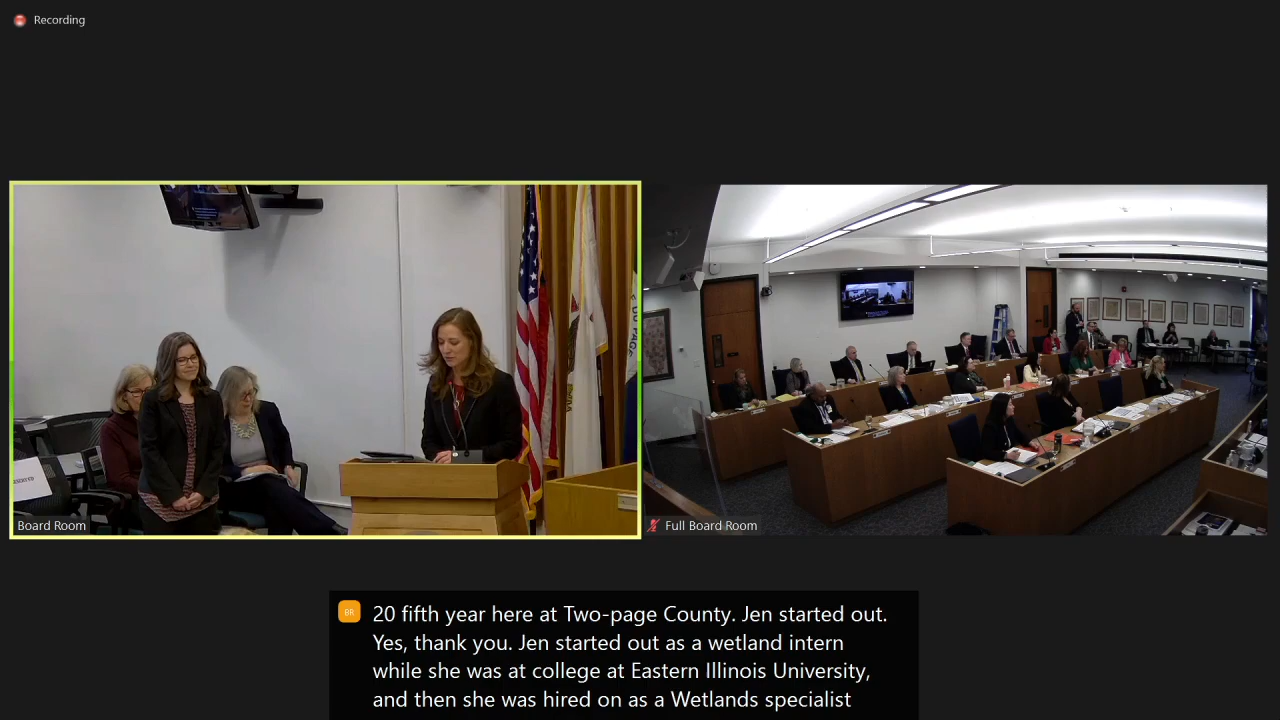 Recording
DU PAGE
Board Room
Full Board Room
BR
20 fifth year here at Two-page County. Jen started out.
Yes, thank you. Jen started out as a wetland intern
while she was at college at Eastern Illinois University,
and then she was hired on as a Wetlands specialist